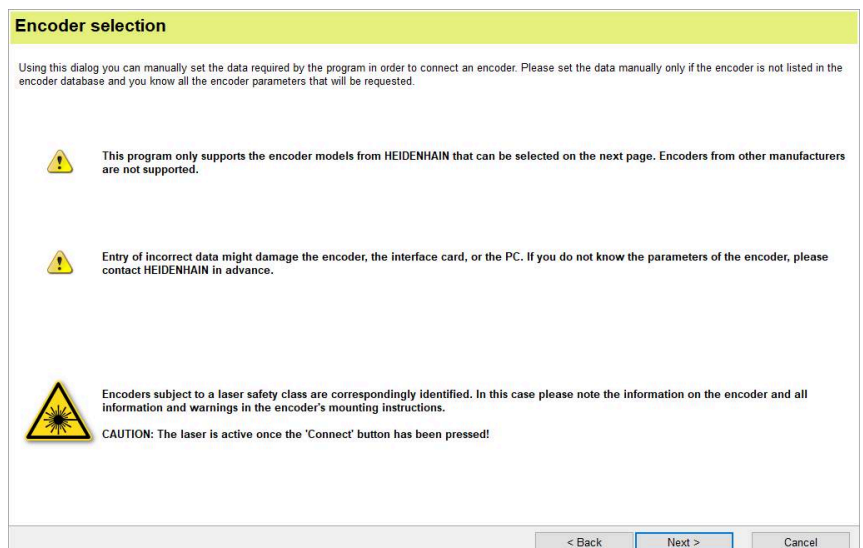 Encoder selection
Using this dialog you can manually set the data required by the program in order to connect an encoder. Please set the data manually only if the encoder is not listed in the
encoder database and you know all the encoder parameters that will be requested.
This program only supports the encoder models from HEIDENHAIN that can be selected on the next page. Encoders from other manufacturers
are not supported.
Entry of incorrect data might damage the encoder, the interface card, or the PC. If you do not know the parameters of the encoder, please
contact HEIDENHAIN in advance.
Encoders subject to a laser safety class are correspondingly identified. In this case please note the information on the encoder and all
information and warnings in the encoder's mounting instructions.
CAUTION: The laser is active once the 'Connect' button has been pressed!
< Back Next > Cancel